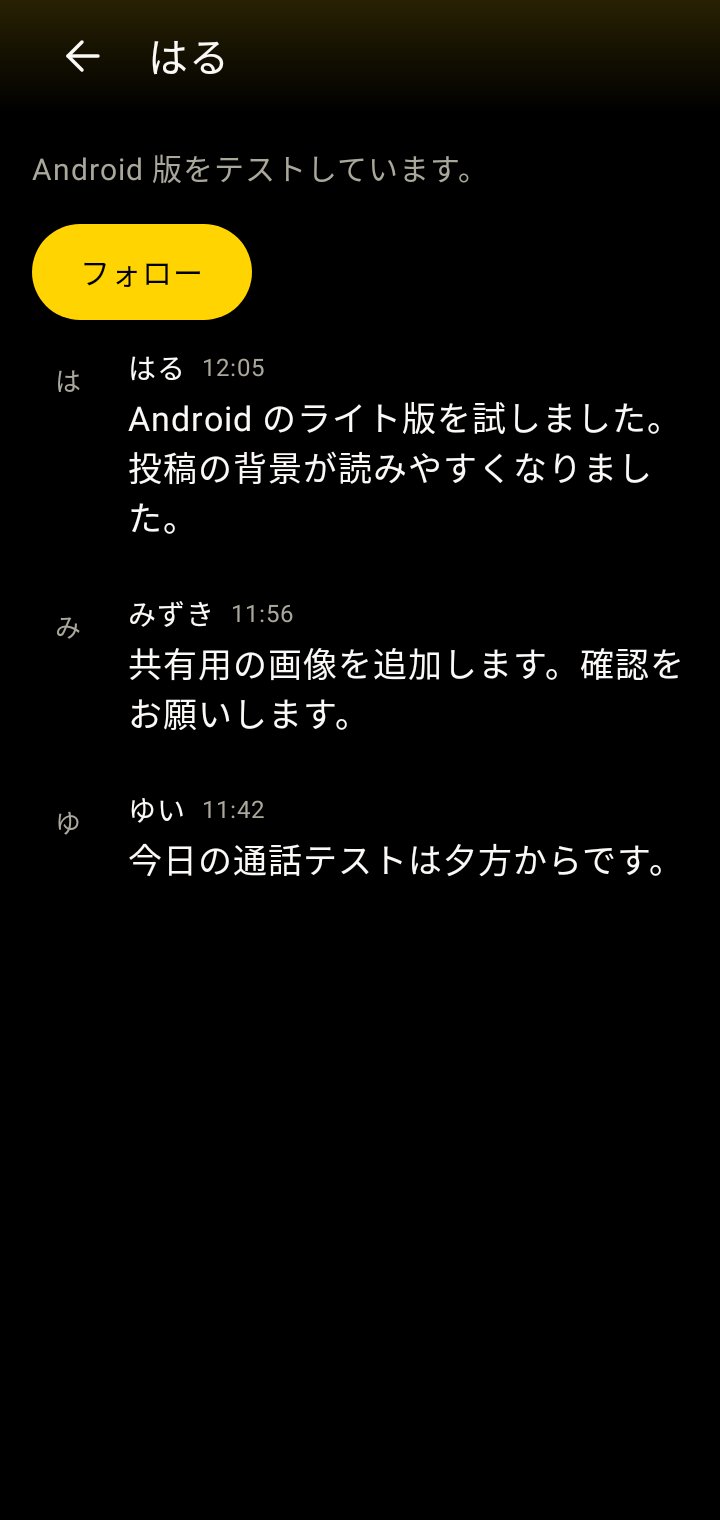 はる
Android 版をテストしています。
フォロー
は
はる 12:05
Android のライト版を試しました。
投稿の背景が読みやすくなりまし
た。
み
みずき 11:56
共有用の画像を追加します。確認を
お願いします。
ゆ
ゆい 11:42
今日の通話テストは夕方からです。